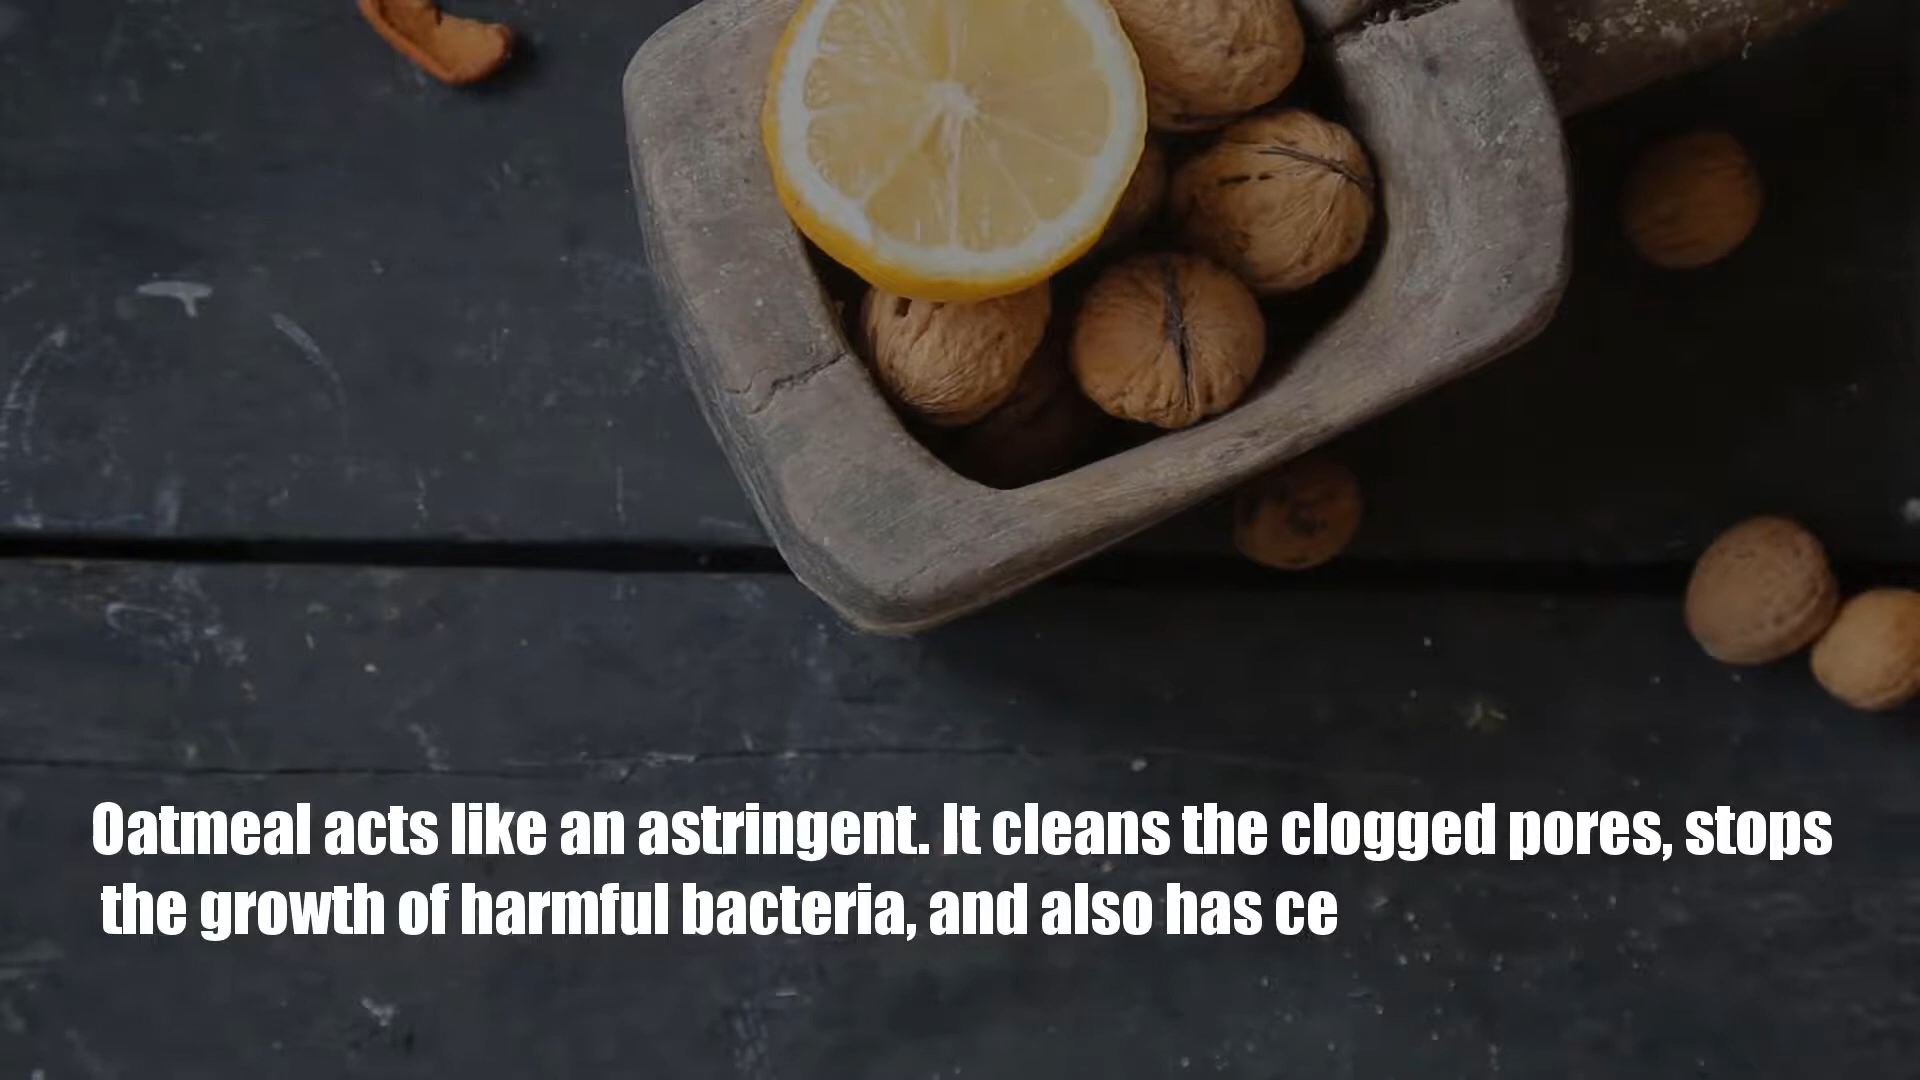 Oatmeal acts like an astringent. It cleans the clogged pores, stops
the growth of harmful bacteria, and also has ce